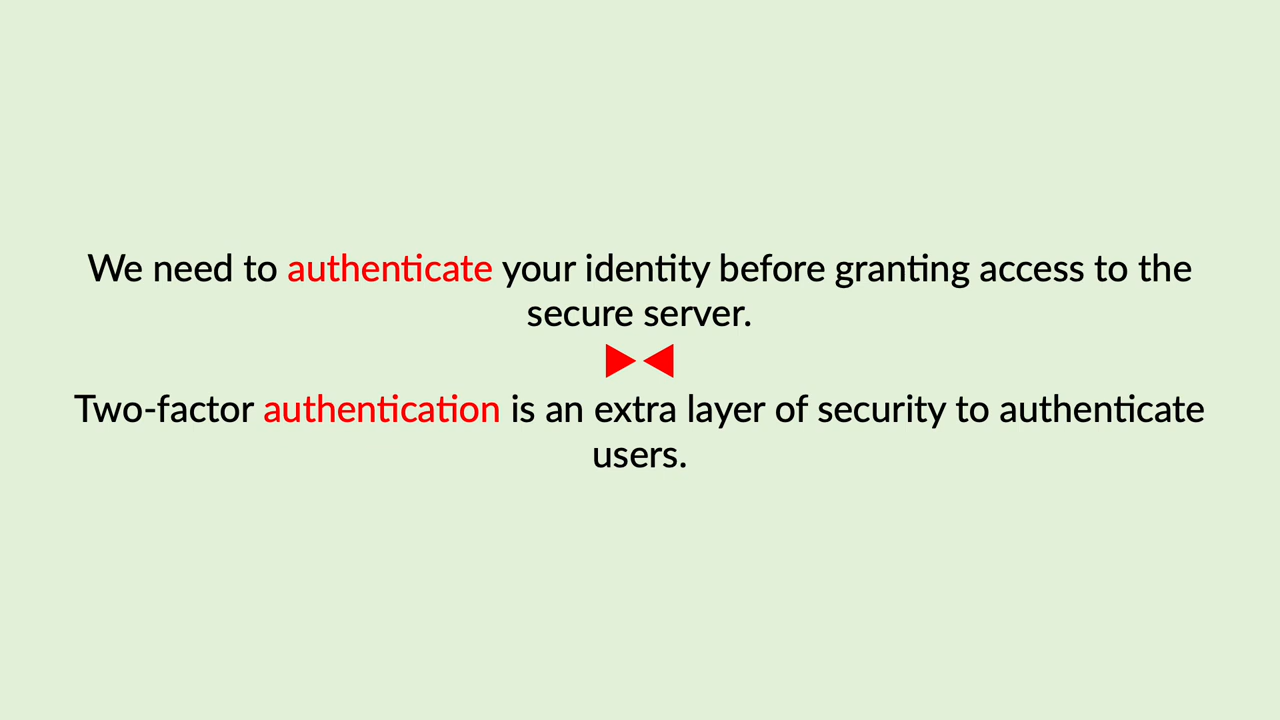 We need to authenticate your identity before granting access to the
secure server.
Two-factor authentication is an extra layer of security to authenticate
users.